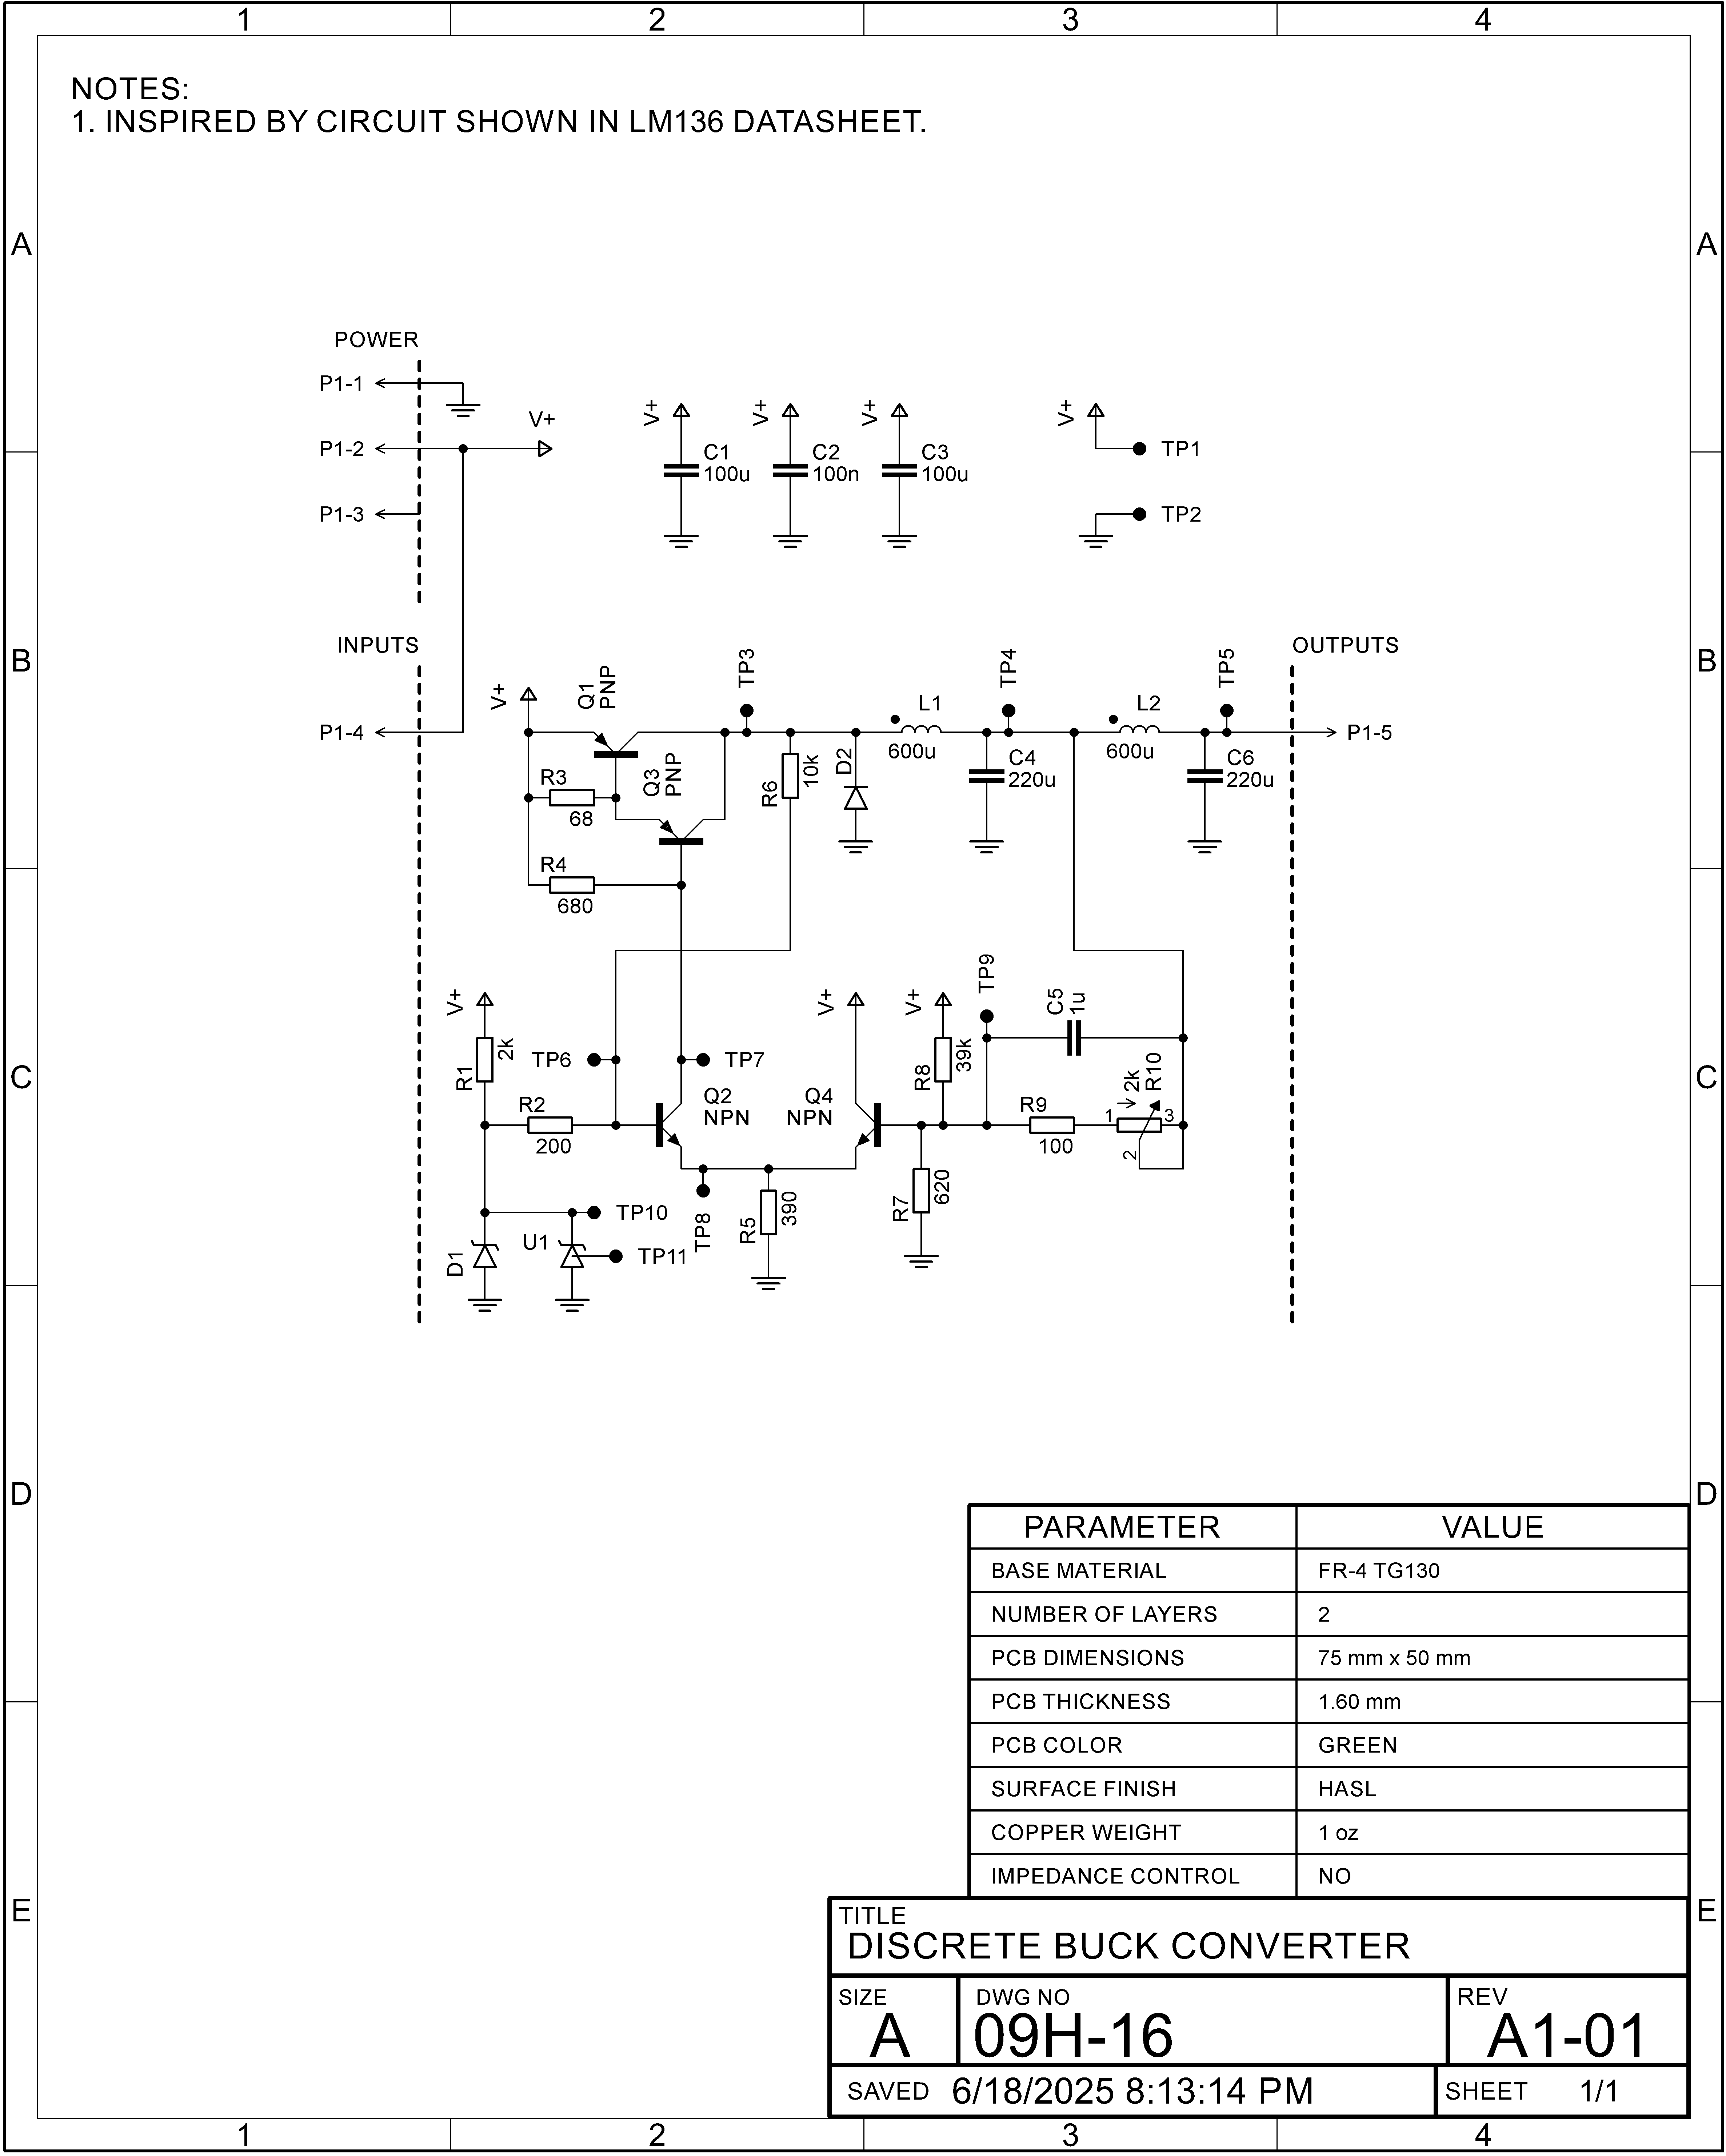 1 2 3 4
NOTES:
1. INSPIRED BY CIRCUIT SHOWN IN LM136 DATASHEET.
A A
POWER
P1-1
V+
P1-2
P1-3
V+
C1
100u
V+
C2
100n
V+
C3
100u
V+
TP1
TP2
B B
INPUTS
OUTPUTS
P1-4
V+
Q1
PNP
R3
68
Q3
PNP
R4
680
TP3
R6
10k
D2
L1
600u
TP4
C4
220u
L2
600u
TP5
C6
220u
P1-5
C C
V+
R1
2k
R2
200
TP6
TP7
Q2
NPN
V+
Q4
NPN
V+
R8
39k
TP9
C5
1u
R9
100
2k
R10
1
2
3
R7
620
TP8
R5
390
D1
U1
TP10
TP11
D D
PARAMETER VALUE
BASE MATERIAL FR-4 TG130
NUMBER OF LAYERS 2
PCB DIMENSIONS 75 mm x 50 mm
PCB THICKNESS 1.60 mm
PCB COLOR GREEN
SURFACE FINISH HASL
COPPER WEIGHT 1 oz
IMPEDANCE CONTROL NO
E E
TITLE
DISCRETE BUCK CONVERTER
SIZE
A
DWG NO
09H-16
REV
A1-01
SAVED 6/18/2025 8:13:14 PM
SHEET 1/1
1 2 3 4